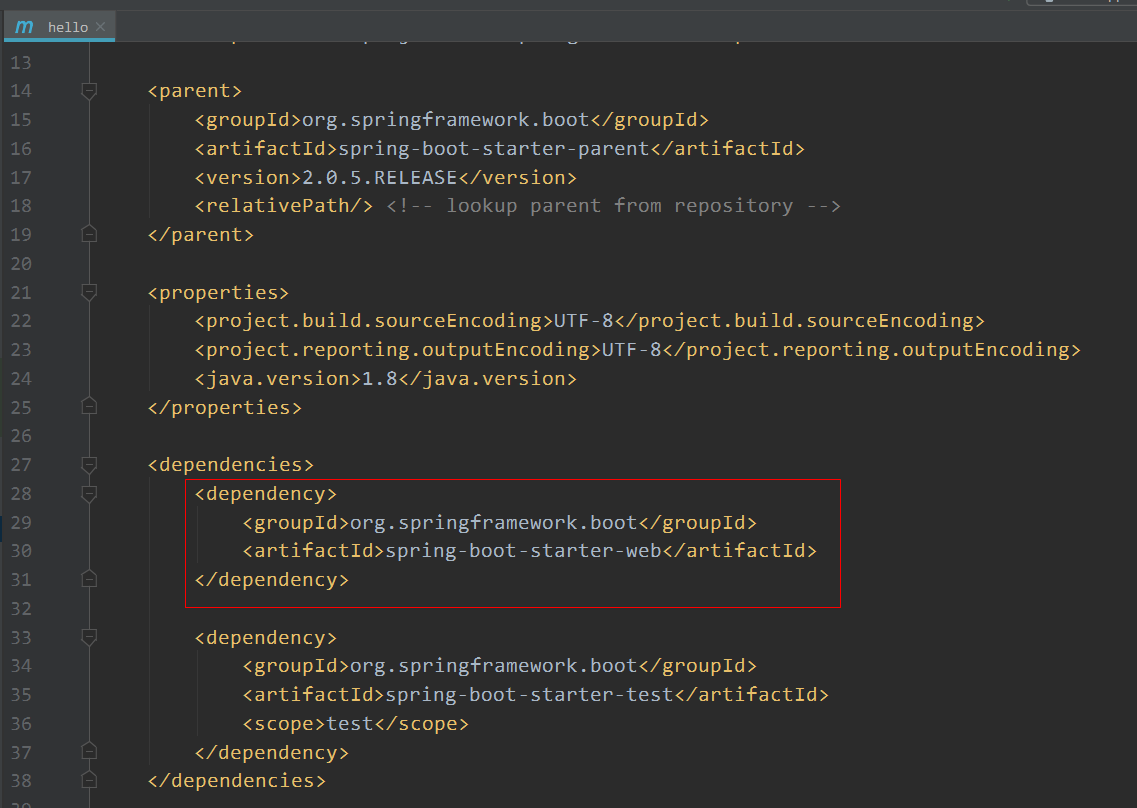 m hello
13
14 <parent>
15 <groupId>org.springframework.boot</groupId>
16 <artifactId>spring-boot-starter-parent</artifactId>
17 <version>2.0.5.RELEASE</version>
18 <relativePath/> <!-- lookup parent from repository -->
19 </parent>
20
21 <properties>
22 <project.build.sourceEncoding>UTF-8</project.build.sourceEncoding>
23 <project.reporting.outputEncoding>UTF-8</project.reporting.outputEncoding>
24 <java.version>1.8</java.version>
25 </properties>
26
27 <dependencies>
28 <dependency>
29 <groupId>org.springframework.boot</groupId>
30 <artifactId>spring-boot-starter-web</artifactId>
31 </dependency>
32
33 <dependency>
34 <groupId>org.springframework.boot</groupId>
35 <artifactId>spring-boot-starter-test</artifactId>
36 <scope>test</scope>
37 </dependency>
38 </dependencies>